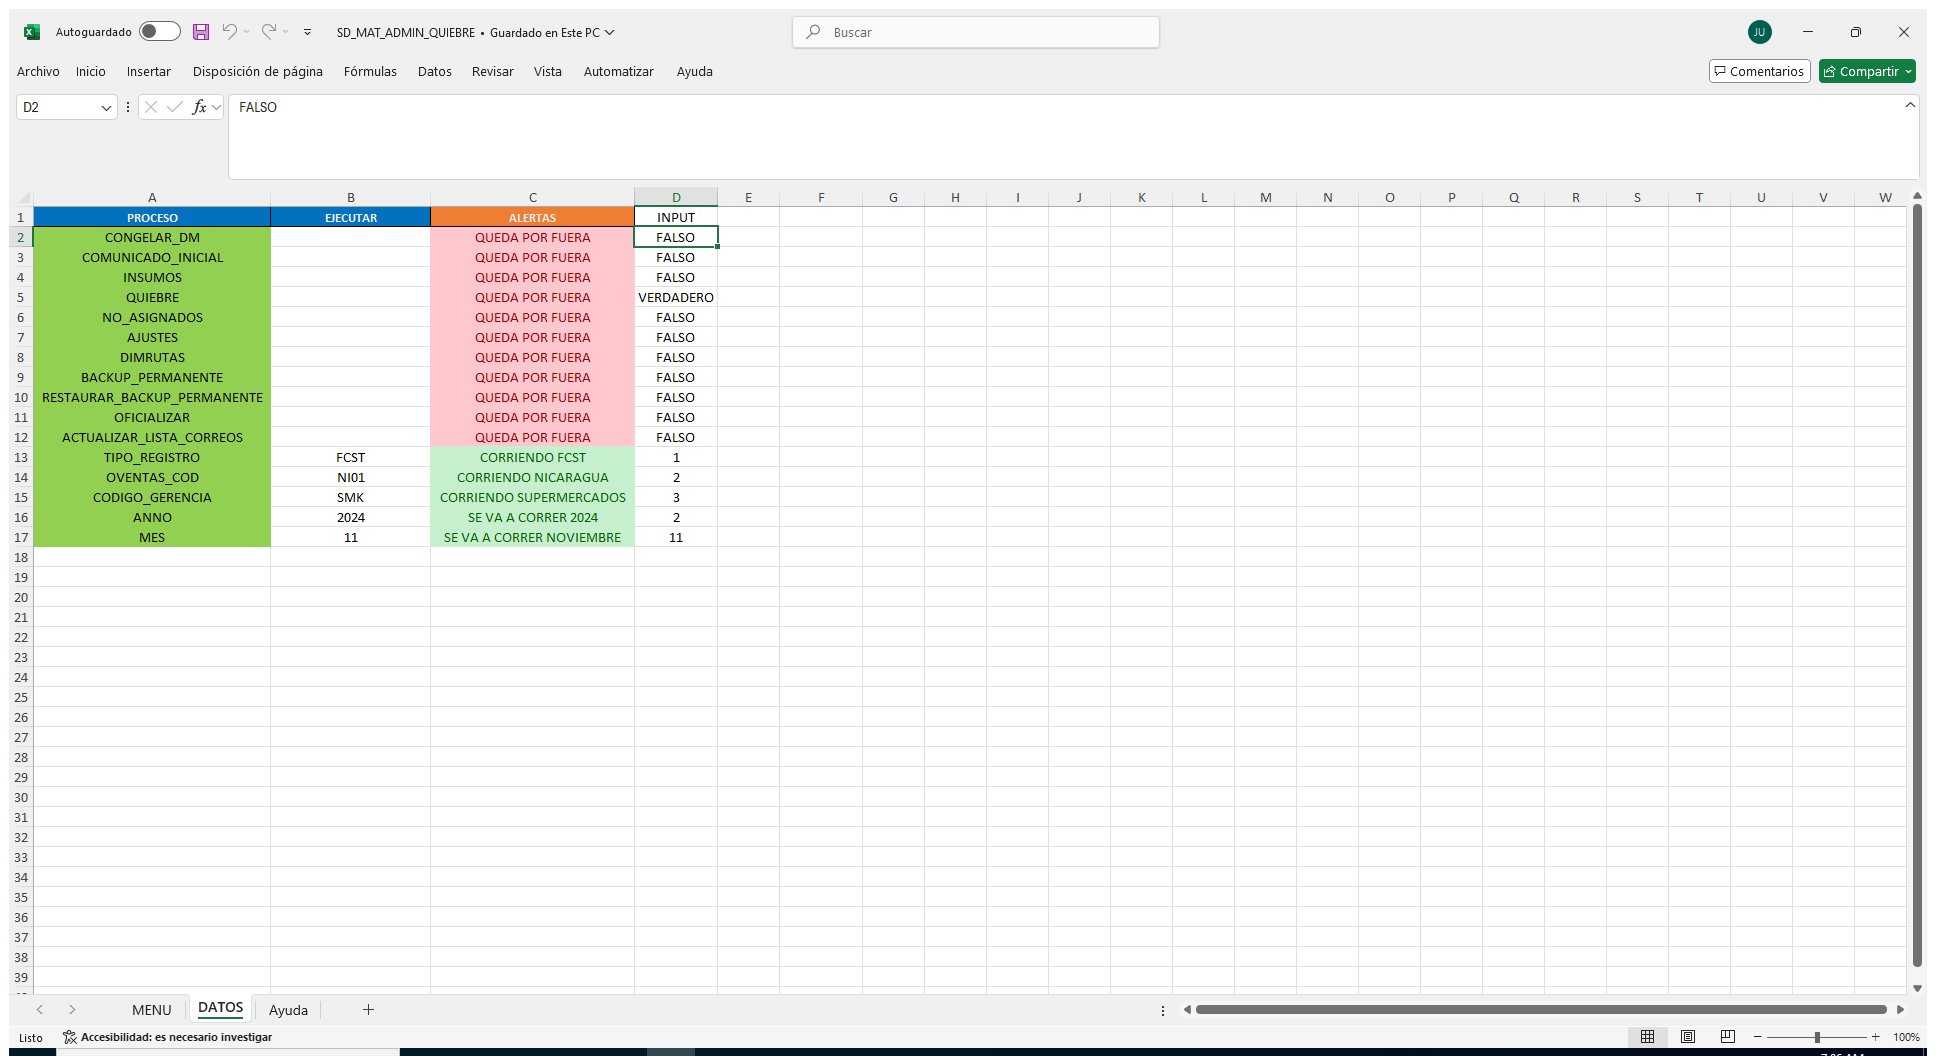 Autoguardado
SD_MAT_ADMIN_QUIEBRE • Guardado en Este PC
Buscar
JU
Archivo Inicio Insertar Disposición de página Fórmulas Datos Revisar Vista Automatizar Ayuda
Comentarios
Compartir
D2
fx
FALSO
A B C D E F G H I J K L M N O P Q R S T U V W
1 PROCESO EJECUTAR ALERTAS INPUT
2 CONGELAR_DM QUEDA POR FUERA FALSO
3 COMUNICADO_INICIAL QUEDA POR FUERA FALSO
4 INSUMOS QUEDA POR FUERA FALSO
5 QUIEBRE QUEDA POR FUERA VERDADERO
6 NO_ASIGNADOS QUEDA POR FUERA FALSO
7 AJUSTES QUEDA POR FUERA FALSO
8 DIMRUTAS QUEDA POR FUERA FALSO
9 BACKUP_PERMANENTE QUEDA POR FUERA FALSO
10 RESTAURAR_BACKUP_PERMANENTE QUEDA POR FUERA FALSO
11 OFICIALIZAR QUEDA POR FUERA FALSO
12 ACTUALIZAR_LISTA_CORREOS QUEDA POR FUERA FALSO
13 TIPO_REGISTRO FCST CORRIENDO FCST 1
14 OVENTAS_COD NI01 CORRIENDO NICARAGUA 2
15 CODIGO_GERENCIA SMK CORRIENDO SUPERMERCADOS 3
16 ANNO 2024 SE VA A CORRER 2024 2
17 MES 11 SE VA A CORRER NOVIEMBRE 11
18
19
20
21
22
23
24
25
26
27
28
29
30
31
32
33
34
35
36
37
38
39
MENU DATOS Ayuda
Listo
Accesibilidad: es necesario investigar
100%